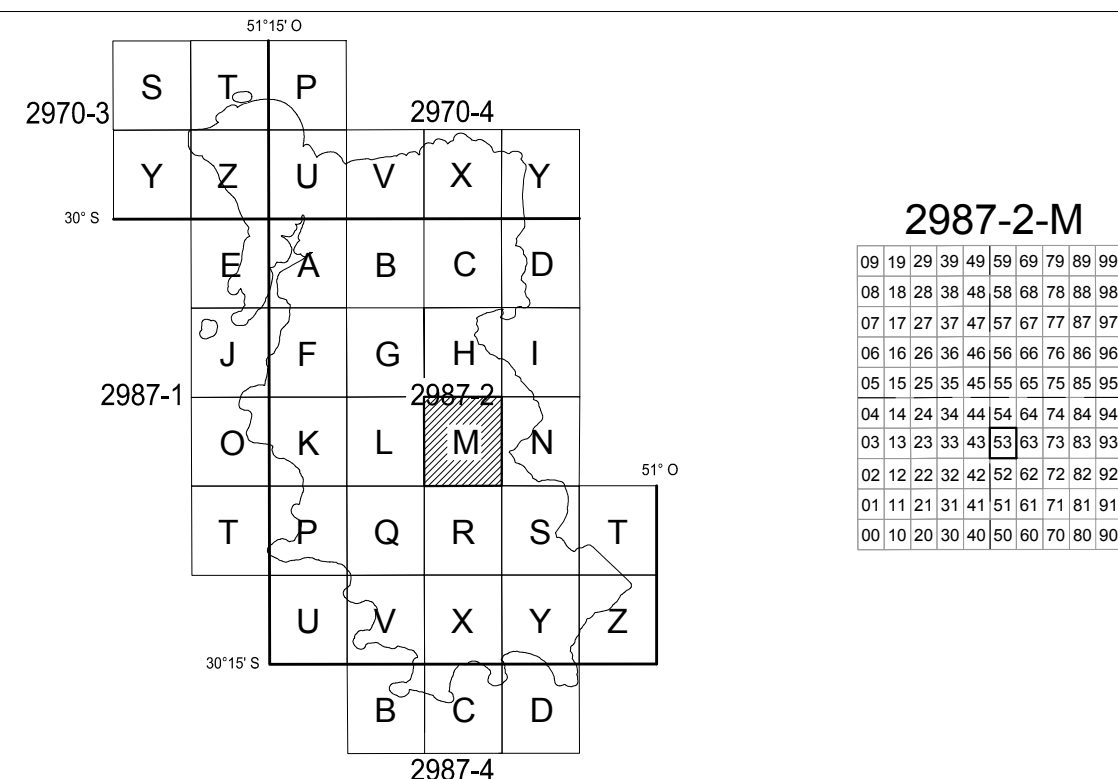 51°15' O
S T P
2970-3
2970-4
Y Z U V X Y
30° S
E A B C D
J F G H I
2987-1
2987-2
O K L M N
51° O
T P Q R S T
U V X Y Z
30°15' S
B C D
2987-4
2987-2-M
09 19 29 39 49 59 69 79 89 99
08 18 28 38 48 58 68 78 88 98
07 17 27 37 47 57 67 77 87 97
06 16 26 36 46 56 66 76 86 96
05 15 25 35 45 55 65 75 85 95
04 14 24 34 44 54 64 74 84 94
03 13 23 33 43 53 63 73 83 93
02 12 22 32 42 52 62 72 82 92
01 11 21 31 41 51 61 71 81 91
00 10 20 30 40 50 60 70 80 90